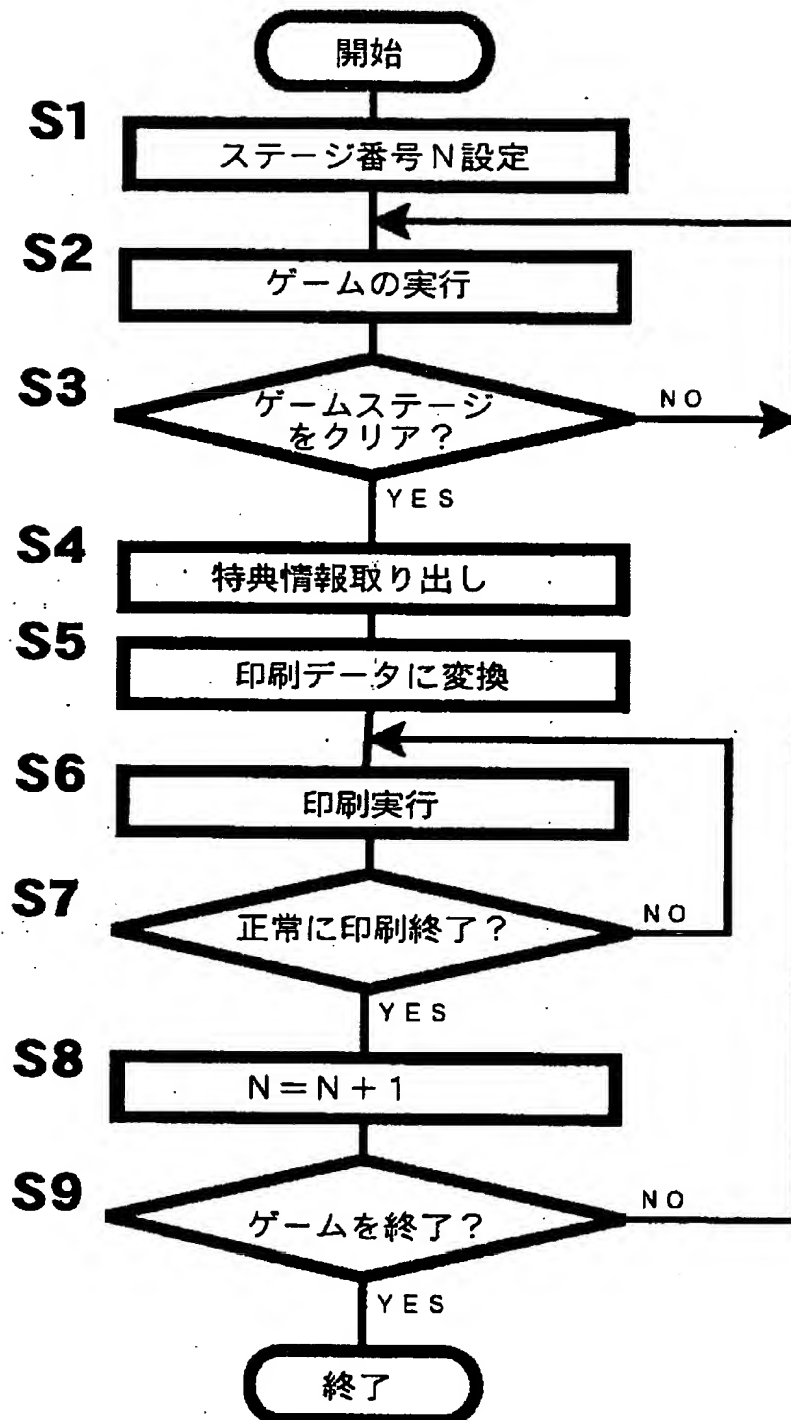 開始
S1
ステージ番号N設定
S2
ゲームの実行
S3
ゲームステージ
をクリア?
NO
YES
S4
特典情報取り出し
S5
印刷データに変換
S6
印刷実行
S7
正常に印刷終了?
NO
YES
S8
N=N+1
S9
ゲームを終了?
NO
YES
終了